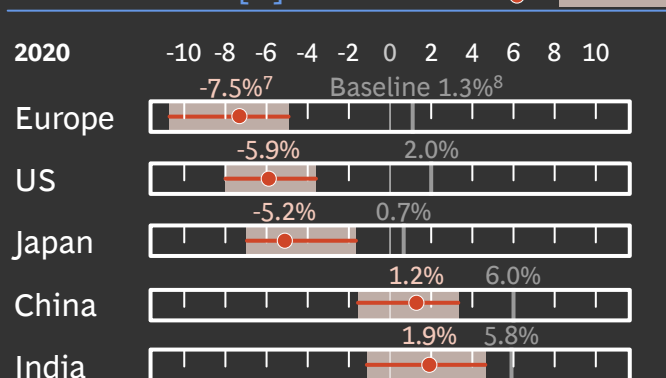 2020 -10 -8 -6 -4 -2 0 2 4 6 8 10
-7.5%⁷ Baseline 1.3%⁸
Europe
-5.9% 2.0%
US
-5.2% 0.7%
Japan
1.2% 6.0%
China
1.9% 5.8%
India